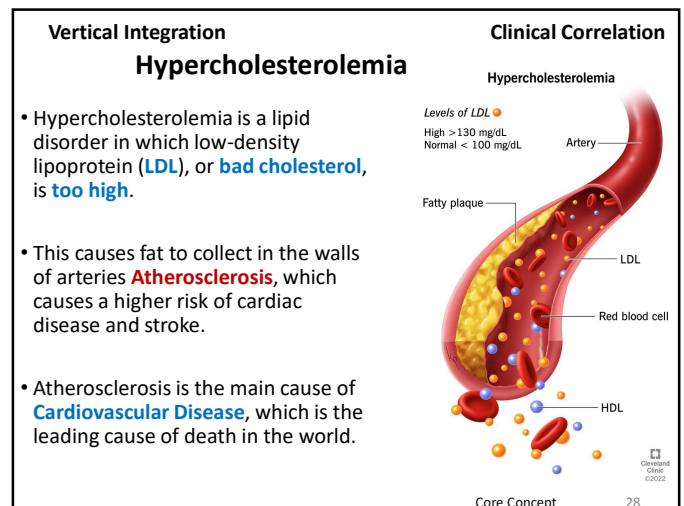 Vertical Integration
Clinical Correlation
Hypercholesterolemia
• Hypercholesterolemia is a lipid
disorder in which low-density
lipoprotein (LDL), or bad cholesterol,
is too high.
• This causes fat to collect in the walls
of arteries Atherosclerosis, which
causes a higher risk of cardiac
disease and stroke.
• Atherosclerosis is the main cause of
Cardiovascular Disease, which is the
leading cause of death in the world.
Hypercholesterolemia
Levels of LDL
High >130 mg/dL
Normal < 100 mg/dL
Artery
Fatty plaque
LDL
Red blood cell
HDL
Cleveland
Clinic
©2022
Core Concept
28